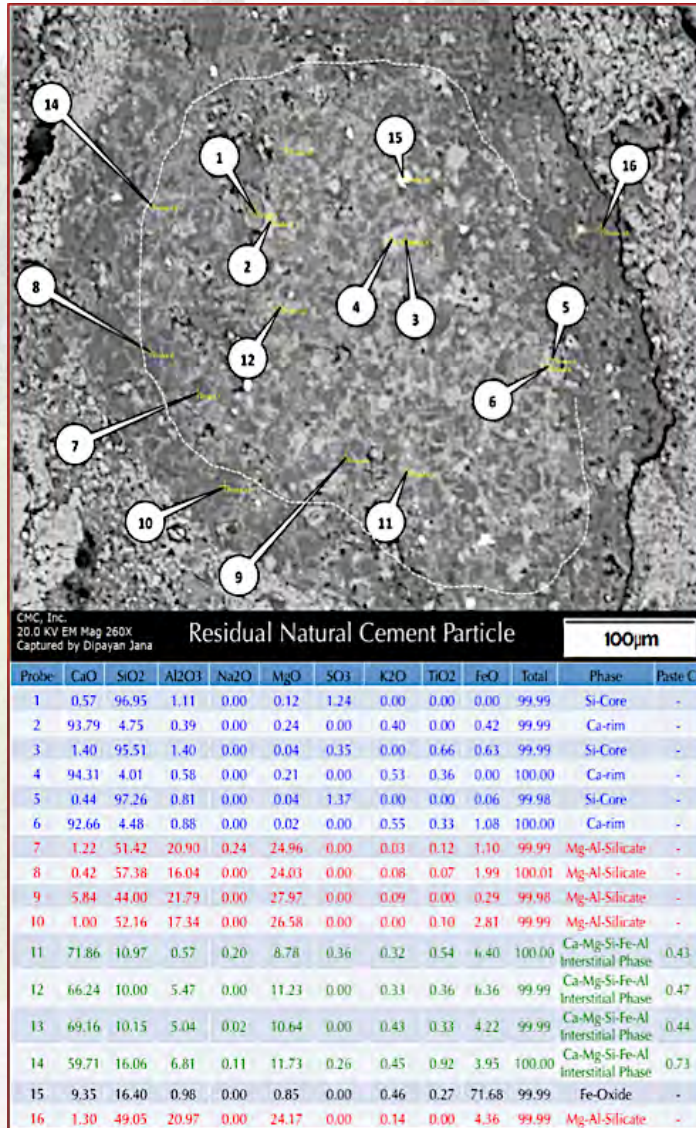 14
15
1
16
2
8
4
3
5
12
6
7
10
11
9
CMC, Inc.
20.0 KV EM Mag 260X
Captured by Dipayan Jana
Residual Natural Cement Particle
100µm
Probe CaO SiO2 Al2O3 Na2O MgO SO3 K2O TiO2 FeO Total Phase Paste C
1 0.57 96.95 1.11 0.00 0.12 1.24 0.00 0.00 0.00 99.99 Si-Core -
2 93.79 4.75 0.39 0.00 0.24 0.00 0.40 0.00 0.42 99.99 Ca-rim -
3 1.40 95.51 1.40 0.00 0.04 0.35 0.00 0.66 0.63 99.99 Si-Core -
4 94.31 4.01 0.58 0.00 0.21 0.00 0.53 0.36 0.00 100.00 Ca-rim -
5 0.44 97.26 0.81 0.00 0.04 1.37 0.00 0.00 0.06 99.98 Si-Core -
6 92.66 4.48 0.88 0.00 0.02 0.00 0.55 0.33 1.08 100.00 Ca-rim -
7 1.22 51.42 20.90 0.24 24.96 0.00 0.03 0.12 1.10 99.99 Mg-Al-Silicate -
8 0.42 57.38 16.04 0.00 24.03 0.00 0.08 0.07 1.99 100.01 Mg-Al-Silicate -
9 5.84 44.00 21.79 0.00 27.97 0.00 0.09 0.00 0.29 99.98 Mg-Al-Silicate -
10 1.00 52.16 17.34 0.00 26.58 0.00 0.00 0.10 2.81 99.99 Mg-Al-Silicate -
11 71.86 10.97 0.57 0.20 8.78 0.36 0.32 0.54 6.40 100.00 Ca-Mg-Si-Fe-Al Interstitial Phase 0.43
12 66.24 10.00 5.47 0.00 11.23 0.00 0.33 0.36 6.36 99.99 Ca-Mg-Si-Fe-Al Interstitial Phase 0.47
13 69.16 10.15 5.04 0.02 10.64 0.00 0.43 0.33 4.22 99.99 Ca-Mg-Si-Fe-Al Interstitial Phase 0.44
14 59.71 16.06 6.81 0.11 11.73 0.26 0.45 0.92 3.95 100.00 Ca-Mg-Si-Fe-Al Interstitial Phase 0.73
15 9.35 16.40 0.98 0.00 0.85 0.00 0.46 0.27 71.68 99.99 Fe-Oxide -
16 1.30 49.05 20.97 0.00 24.17 0.00 0.14 0.00 4.36 99.99 Mg-Al-Silicate -